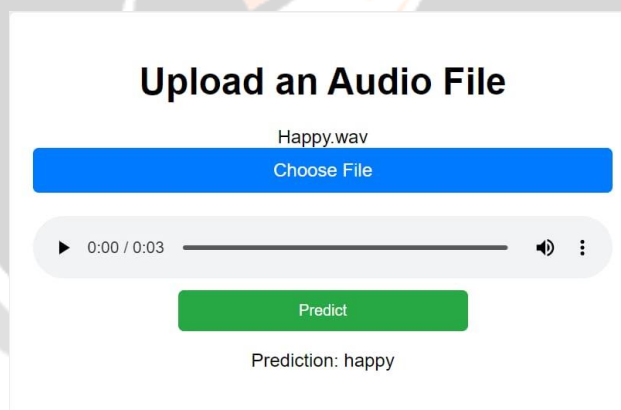 Upload an Audio File
Happy.wav
Choose File
0:00 / 0:03
Predict
Prediction: happy